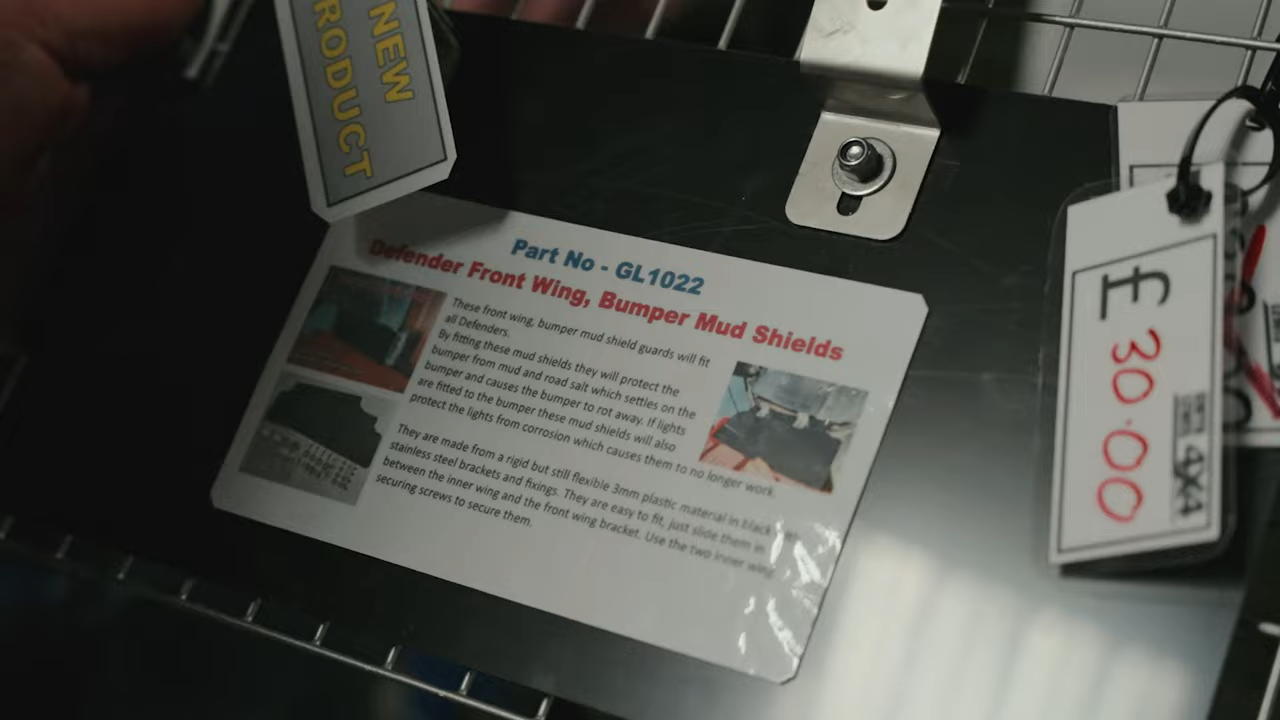 NEW
PRODUCT
Part No - GL1022
Defender Front Wing, Bumper Mud Shields
These front wing, bumper mud shield guards will fit
all Defenders.
By fitting these mud shields they will protect the
bumper from mud and road salt which settles on the
bumper and causes the bumper to rot away. If lights
are fitted to the bumper these mud shields will also
protect the lights from corrosion which causes them to no longer work.
They are made from a rigid but still flexible 3mm plastic material in black
stainless steel brackets and fixings. They are easy to fit, just slide them in
between the inner wing and the front wing bracket. Use the two inner wing
securing screws to secure them.
£30.00
4X4